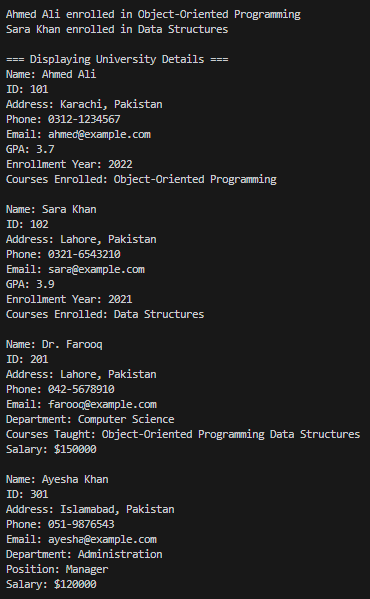 Ahmed Ali enrolled in Object-Oriented Programming
Sara Khan enrolled in Data Structures
=== Displaying University Details ===
Name: Ahmed Ali
ID: 101
Address: Karachi, Pakistan
Phone: 0312-1234567
Email: ahmed@example.com
GPA: 3.7
Enrollment Year: 2022
Courses Enrolled: Object-Oriented Programming
Name: Sara Khan
ID: 102
Address: Lahore, Pakistan
Phone: 0321-6543210
Email: sara@example.com
GPA: 3.9
Enrollment Year: 2021
Courses Enrolled: Data Structures
Name: Dr. Farooq
ID: 201
Address: Lahore, Pakistan
Phone: 042-5678910
Email: farooq@example.com
Department: Computer Science
Courses Taught: Object-Oriented Programming Data Structures
Salary: $150000
Name: Ayesha Khan
ID: 301
Address: Islamabad, Pakistan
Phone: 051-9876543
Email: ayesha@example.com
Department: Administration
Position: Manager
Salary: $120000